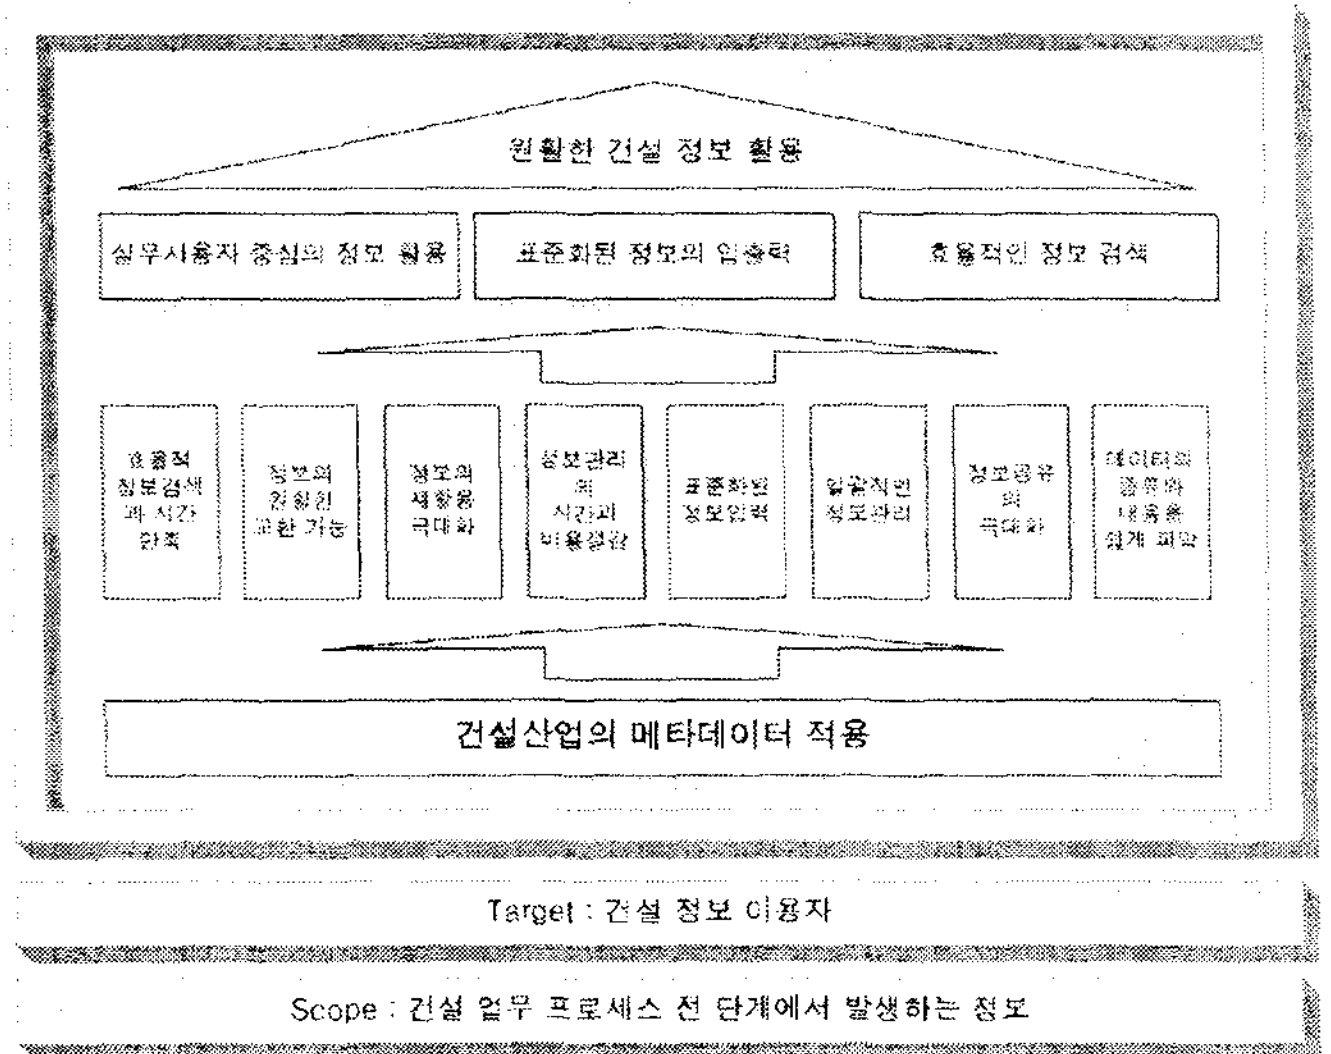 원활한 건설 정보 활용
실무사용자 중심의 정보 활용
표준화된 정보의 입출력
효율적인 정보 검색
효율적
정보검색
과 시간
단축
정보의
원활한
교환 가능
정보의
재활용
극대화
정보관리
의
시간과
비용절감
표준화된
정보입력
일괄적인
정보관리
정보공유
의
극대화
데이터의
종류와
내용을
쉽게 파악
건설산업의 메타데이터 적용
Target : 건설 정보 이용자
Scope : 건설 업무 프로세스 전 단계에서 발생하는 정보